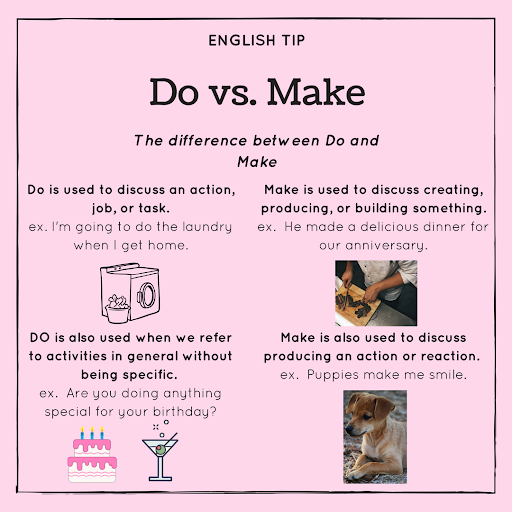 ENGLISH TIP
Do vs. Make
The difference between Do and
Make
Do is used to discuss an action,
job, or task.
ex. I'm going to do the laundry
when I get home.
Make is used to discuss creating,
producing, or building something.
ex. He made a delicious dinner for
our anniversary.
DO is also used when we refer
to activities in general without
being specific.
ex. Are you doing anything
special for your birthday?
Make is also used to discuss
producing an action or reaction.
ex. Puppies make me smile.